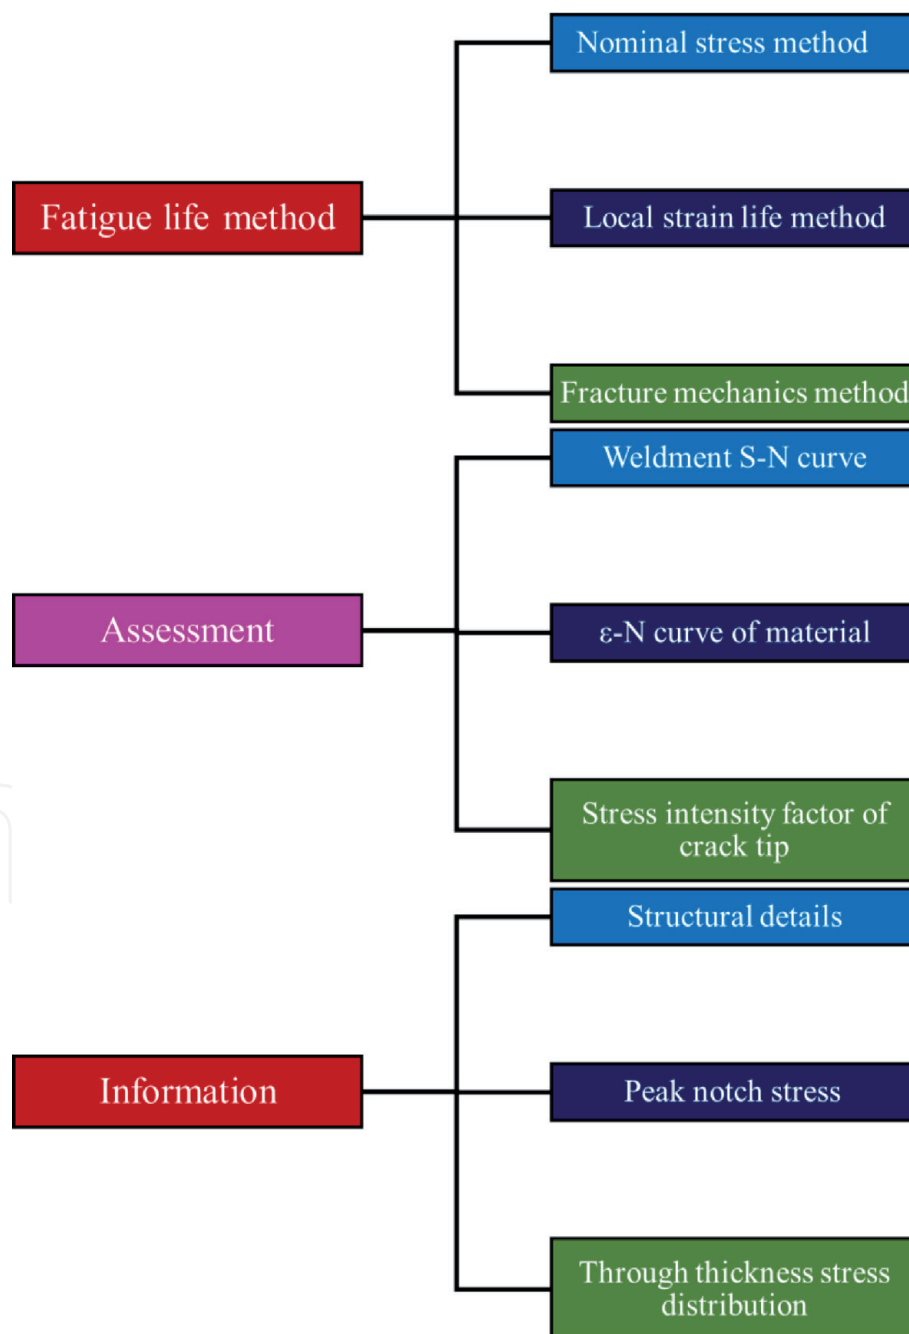 Nominal stress method
Fatigue life method
Local strain life method
Fracture mechanics method
Weldment S-N curve
Assessment
ε-N curve of material
Stress intensity factor of
crack tip
Structural details
Information
Peak notch stress
Through thickness stress
distribution